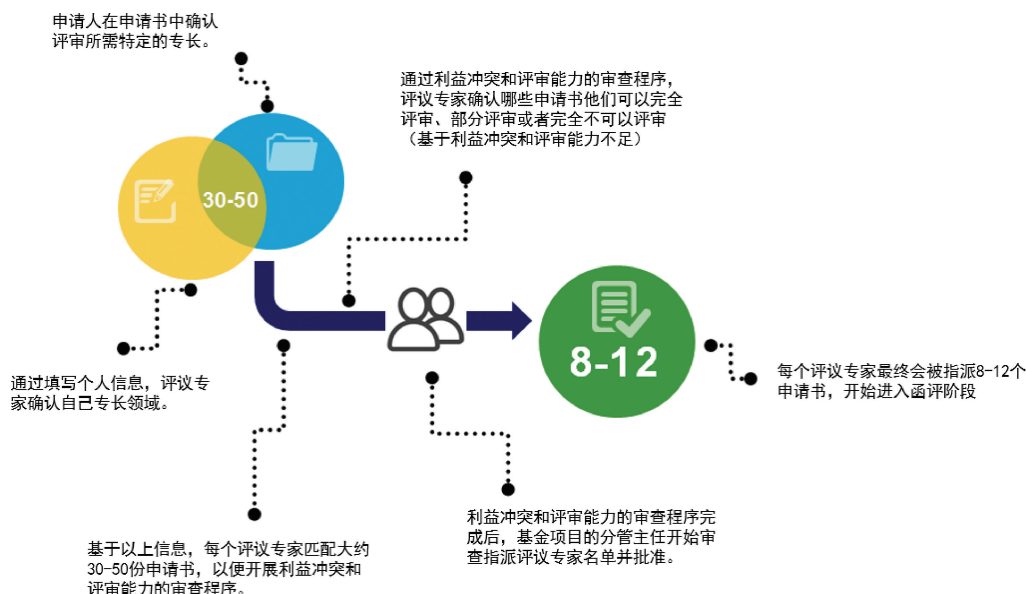 申请人在申请书中确认
评审所需特定的专长。
通过利益冲突和评审能力的审查程序，
评议专家确认哪些申请书他们可以完全
评审、部分评审或者完全不可以评审
（基于利益冲突和评审能力不足）
30-50
8-12
通过填写个人信息，评议专
家确认自己专长领域。
每个评议专家最终会被指派8-12个
申请书，开始进入函评阶段
基于以上信息，每个评议专家匹配大约
30-50份申请书，以便开展利益冲突和
评审能力的审查程序。
利益冲突和评审能力的审查程序完
成后，基金项目的分管主任开始审
查指派评议专家名单并批准。